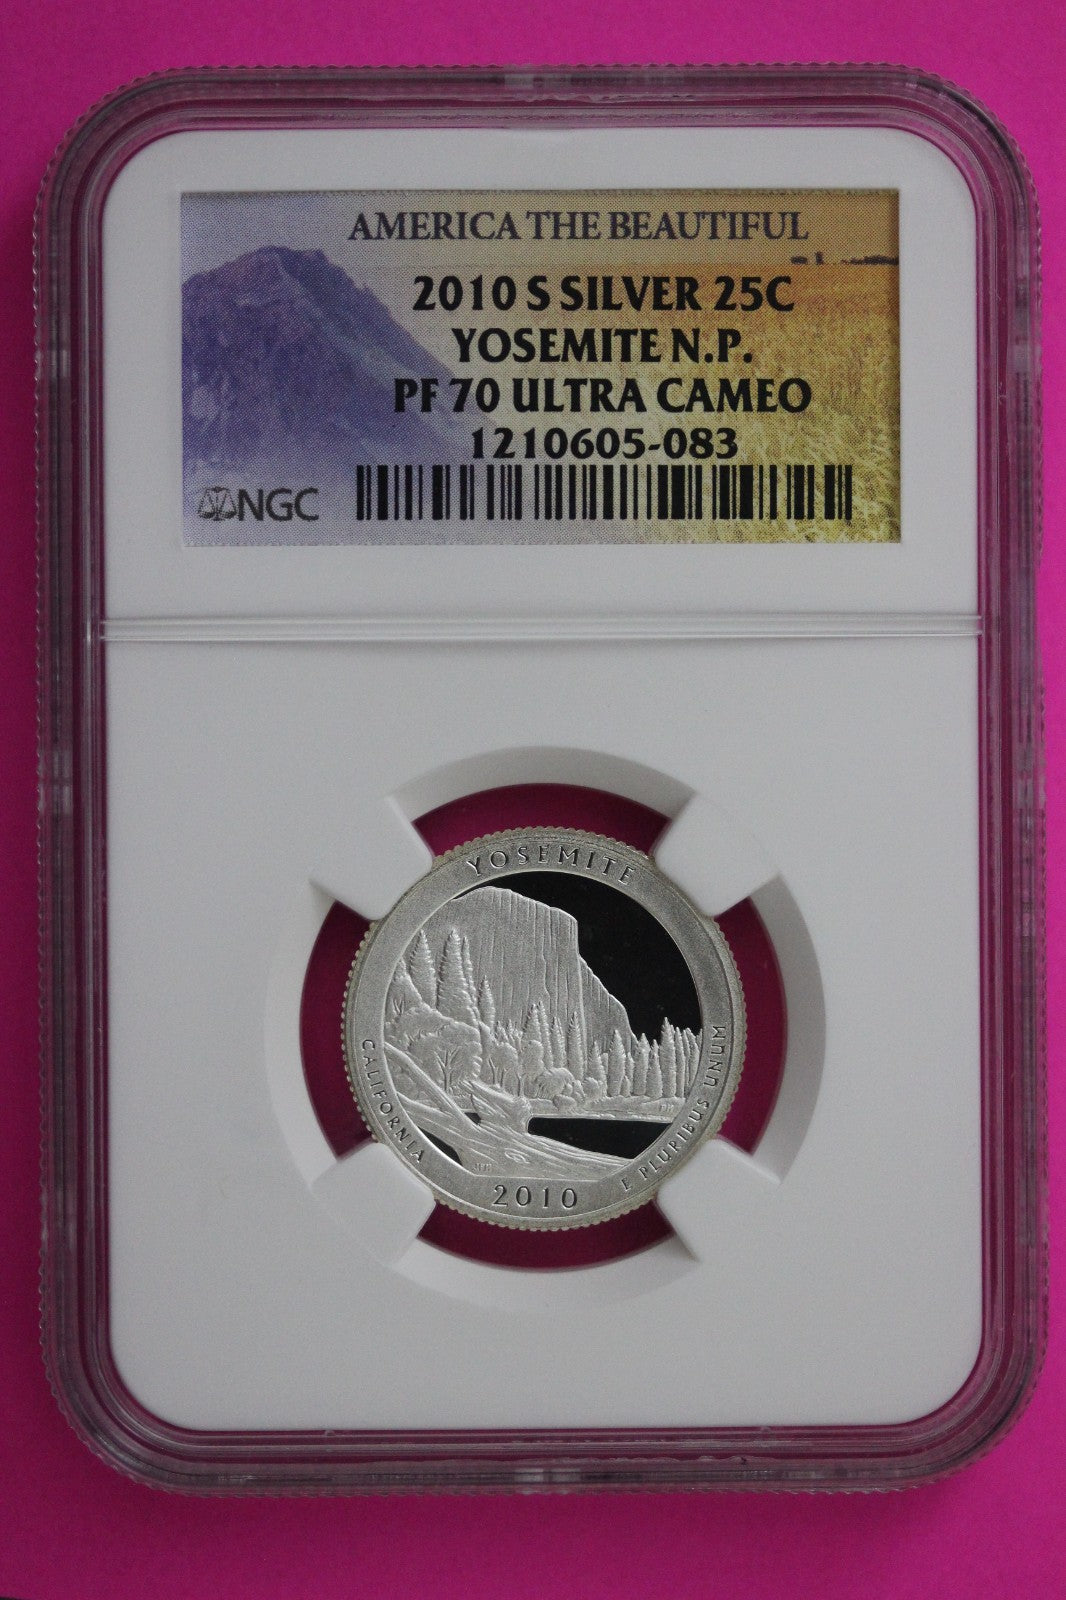 AMERICA THE BEAUTIFUL
2010 S SILVER 25C
YOSEMITE N.P.
PF 70 ULTRA CAMEO
1210605-083
NGC
YOSEMITE
CALIFORNIA
2010
E PLURIBUS UNUM